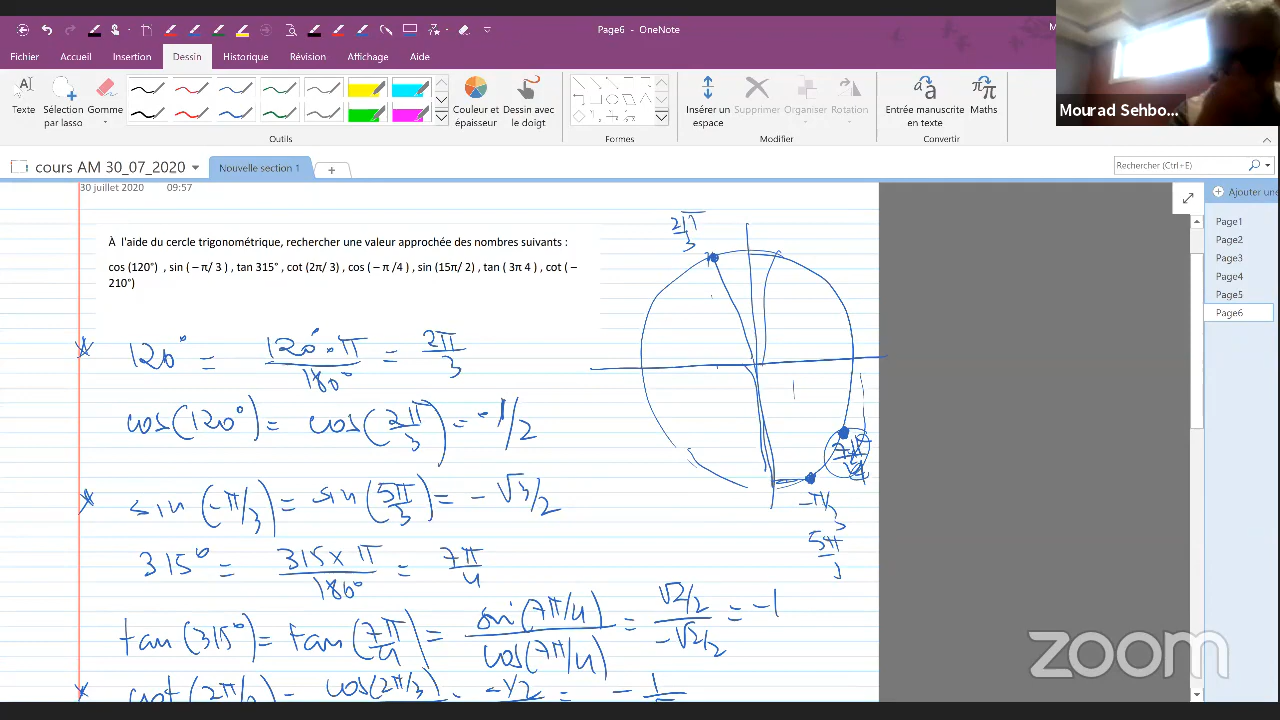 Page6 - OneNote
Fichier Accueil Insertion Dessin Historique Révision Affichage Aide
Texte Sélection par lasso Gomme Couleur et épaisseur Dessin avec le doigt Insérer un espace Supprimer Organiser Rotation Entrée manuscrite en texte Maths
Outils Formes Modifier Convertir
Mourad Sehbo...
cours AM 30_07_2020 Nouvelle section 1 +
Rechercher (Ctrl+E)
30 juillet 2020 09:57
Ajouter une
Page1
Page2
Page3
Page4
Page5
Page6
À l'aide du cercle trigonométrique, rechercher une valeur approchée des nombres suivants :
cos (120°) , sin ( −π/ 3 ) , tan 315° , cot (2π/ 3) , cos ( −π /4 ) , sin (15π/ 2) , tan ( 3π 4 ) , cot ( −
210°)
2π/3
120° = 120°·π/180° = 2π/3
cos(120°) = cos(2π/3) = -1/2
sin(-π/3) = sin(5π/3) = -√3/2
-π/3
5π/3
315° = 315×π/180° = 7π/4
tan(315°) = tan(7π/4) = sin(7π/4)/cos(7π/4) = √2/2/-√2/2 = -1
cos(2π/3)
zoom